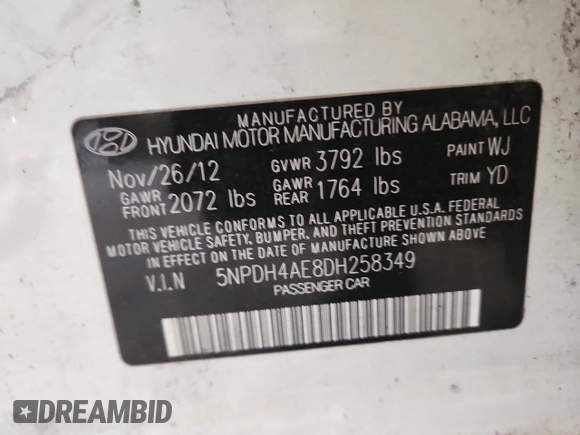 MANUFACTURED BY
HYUNDAI MOTOR MANUFACTURING ALABAMA, LLC
Nov/26/12 GVWR 3792 lbs PAINT WJ
GAWR FRONT 2072 lbs GAWR REAR 1764 lbs TRIM YD
THIS VEHICLE CONFORMS TO ALL APPLICABLE U.S.A. FEDERAL
MOTOR VEHICLE SAFETY, BUMPER, AND THEFT PREVENTION STANDARDS
IN EFFECT ON THE DATE OF MANUFACTURE SHOWN ABOVE.
V.I.N 5NPDH4AE8DH258349
PASSENGER CAR
DREAMBID